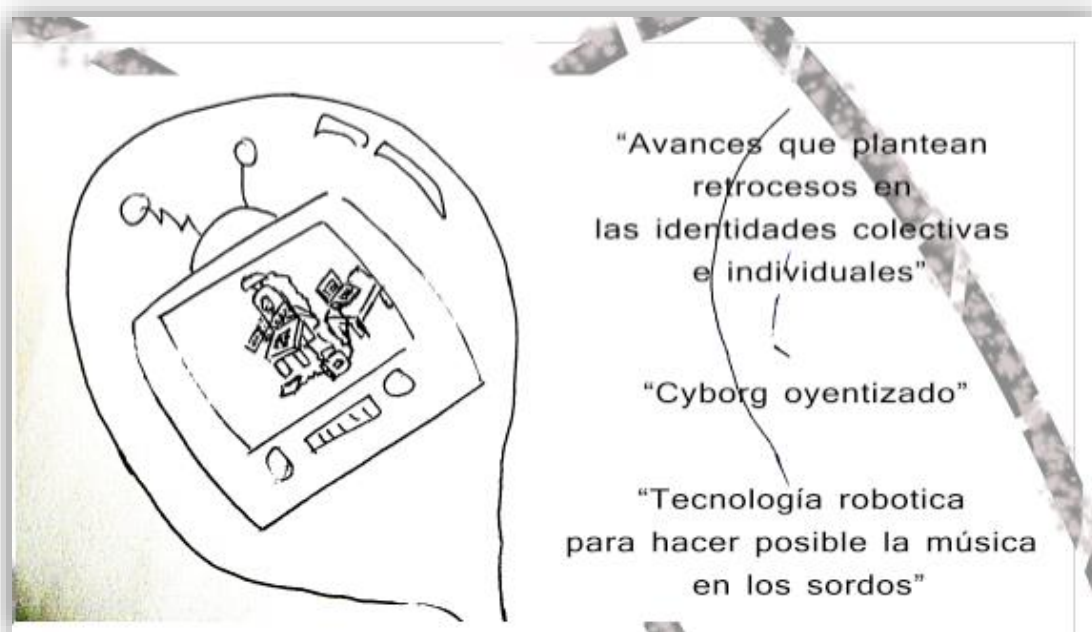 “Avances que plantean
retrocesos en
las identidades colectivas
e individuales”
“Cyborg oyentizado”
“Tecnología robotica
para hacer posible la música
en los sordos”